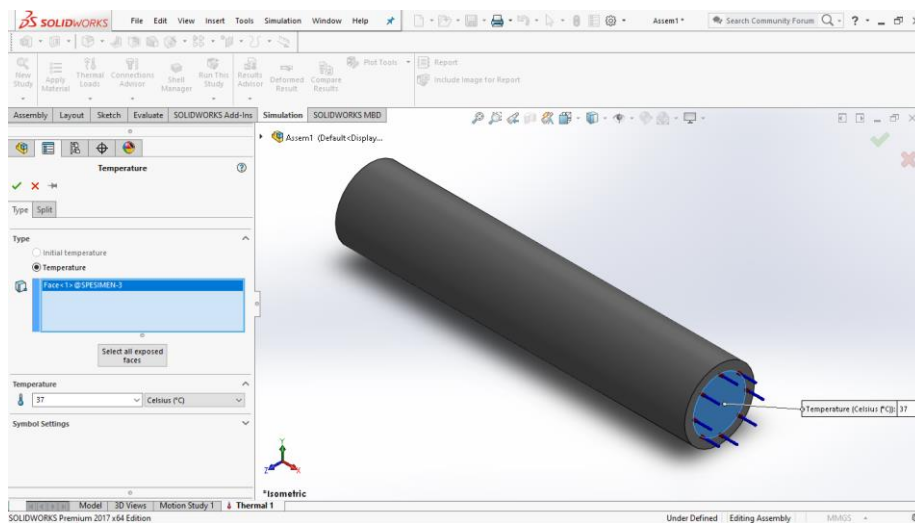 SOLIDWORKS File Edit View Insert Tools Simulation Window Help Assem1 * Search Community Forum ?
New Study Apply Material Thermal Loads Connections Advisor Shell Manager Run This Study Results Advisor Deformed Result Compare Results Plot Tools Report
Include Image for Report
Assembly Layout Sketch Evaluate SOLIDWORKS Add-Ins Simulation SOLIDWORKS MBD
Assem1 (Default<Display...
Temperature
Type Split
Type
Initial temperature
Temperature
Face<1>@SPESIMEN-3
Select all exposed faces
Temperature
37 Celsius (°C)
Temperature (Celsius (°C)): 37
Symbol Settings
Y
Z X
*Isometric
Model 3D Views Motion Study 1 Thermal 1
SOLIDWORKS Premium 2017 x64 Edition Under Defined Editing Assembly MMGS